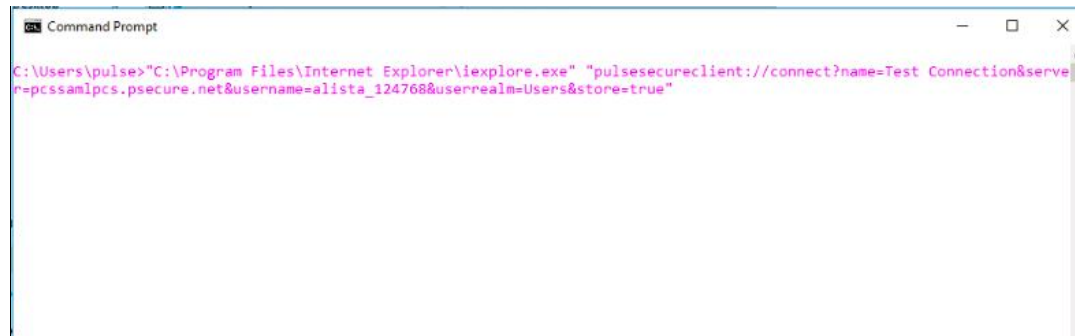 Command Prompt
C:\Users\pulse>"C:\Program Files\Internet Explorer\iexplore.exe" "pulsesecureclient://connect?name=Test Connection&serve
r=pcssamlpcs.psecure.net&username=alista_124768&userrealm=Users&store=true"